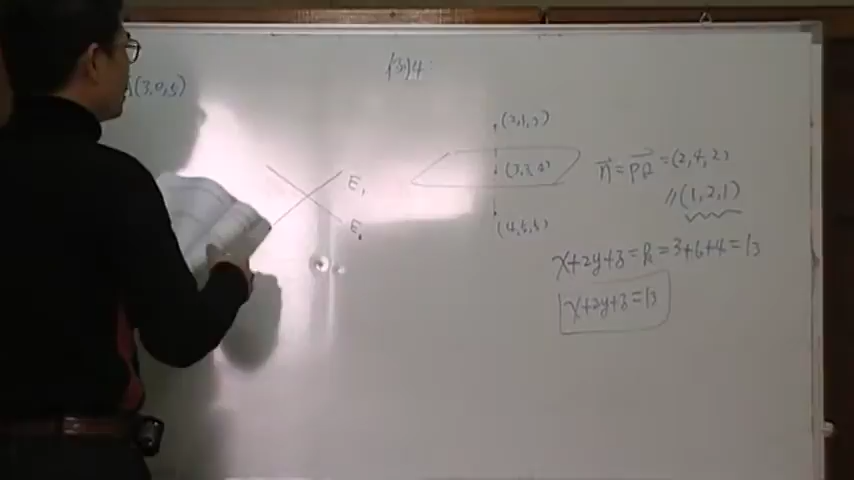 A(3,0,5)
(3)4:
(2,1,3)
(3,3,4)
(4,5,5)
E₁
E₂
n⃗ = PQ⃗ = (2,4,2)
// (1,2,1)
x+2y+z=k=3+6+4=13
x+2y+z=13